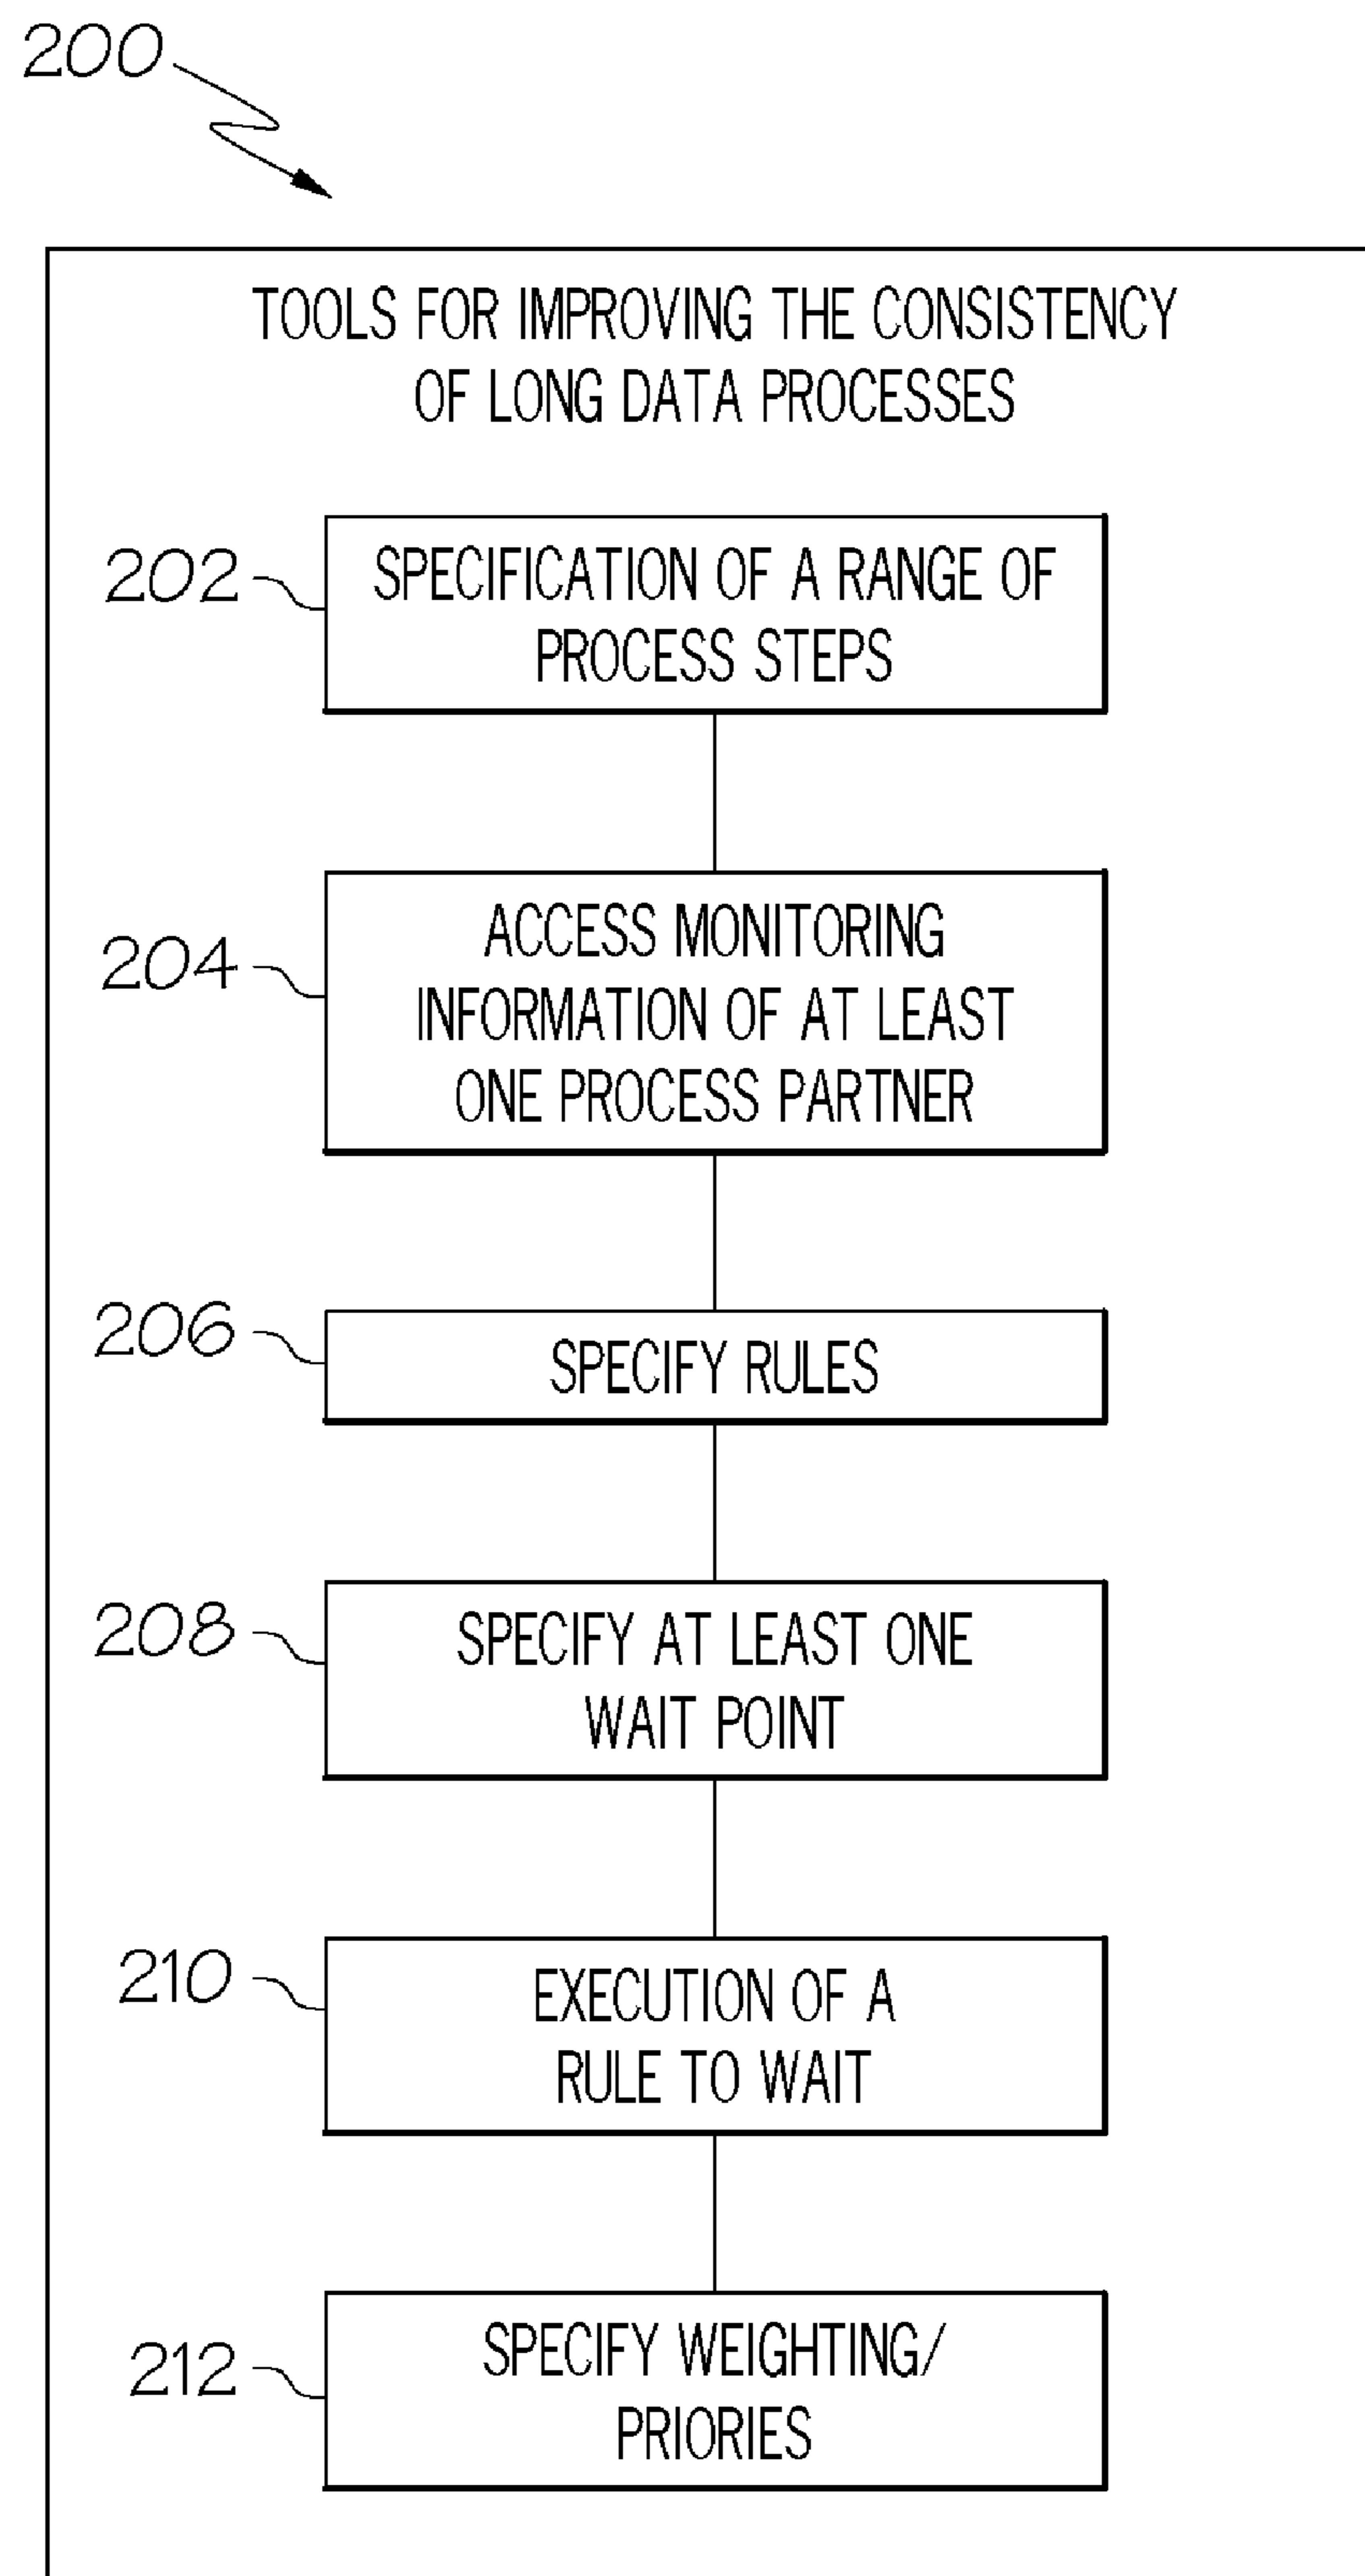 200
TOOLS FOR IMPROVING THE CONSISTENCY
OF LONG DATA PROCESSES
202
SPECIFICATION OF A RANGE OF
PROCESS STEPS
204
ACCESS MONITORING
INFORMATION OF AT LEAST
ONE PROCESS PARTNER
206
SPECIFY RULES
208
SPECIFY AT LEAST ONE
WAIT POINT
210
EXECUTION OF A
RULE TO WAIT
212
SPECIFY WEIGHTING/
PRIORIES